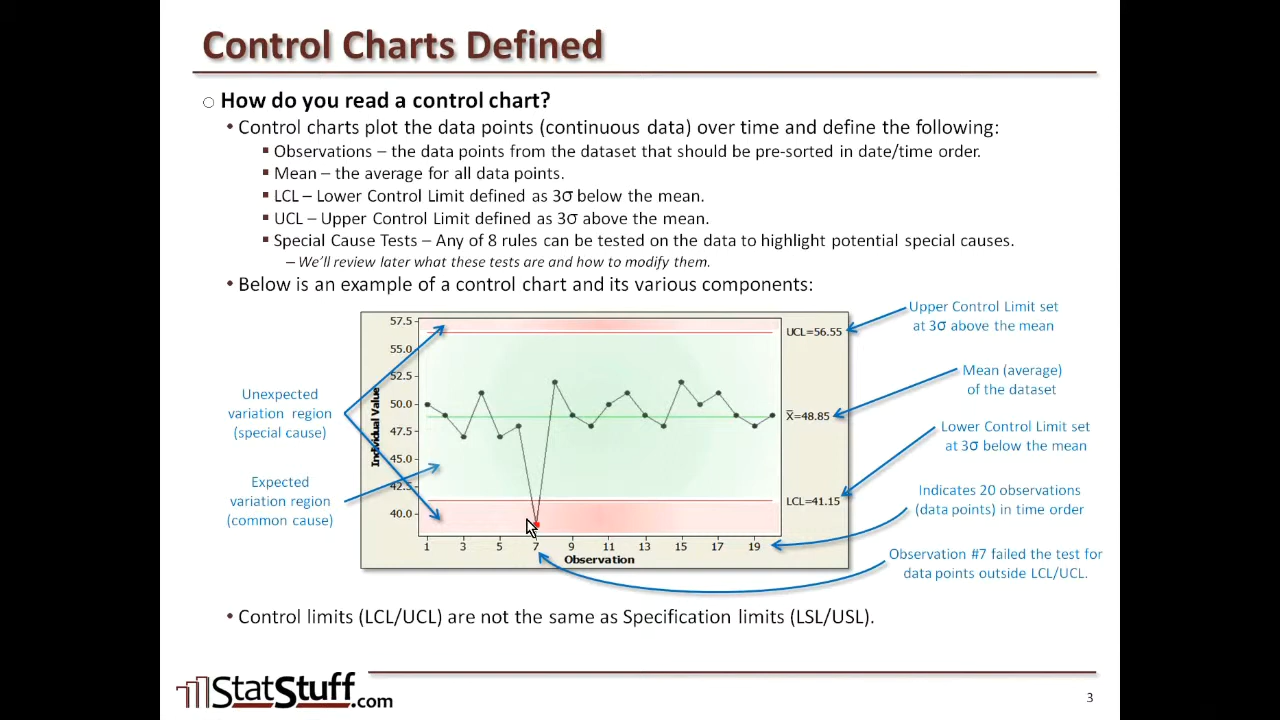 Control Charts Defined
○ How do you read a control chart?
• Control charts plot the data points (continuous data) over time and define the following:
▪ Observations – the data points from the dataset that should be pre-sorted in date/time order.
▪ Mean – the average for all data points.
▪ LCL – Lower Control Limit defined as 3σ below the mean.
▪ UCL – Upper Control Limit defined as 3σ above the mean.
▪ Special Cause Tests – Any of 8 rules can be tested on the data to highlight potential special causes.
– We'll review later what these tests are and how to modify them.
• Below is an example of a control chart and its various components:
Unexpected
variation region
(special cause)
Expected
variation region
(common cause)
Individual Value
57.5
55.0
52.5
50.0
47.5
45.0
42.5
40.0
1 3 5 7 9 11 13 15 17 19
Observation
UCL=56.55
X̄=48.85
LCL=41.15
Upper Control Limit set
at 3σ above the mean
Mean (average)
of the dataset
Lower Control Limit set
at 3σ below the mean
Indicates 20 observations
(data points) in time order
Observation #7 failed the test for
data points outside LCL/UCL.
• Control limits (LCL/UCL) are not the same as Specification limits (LSL/USL).
StatStuff.com
3